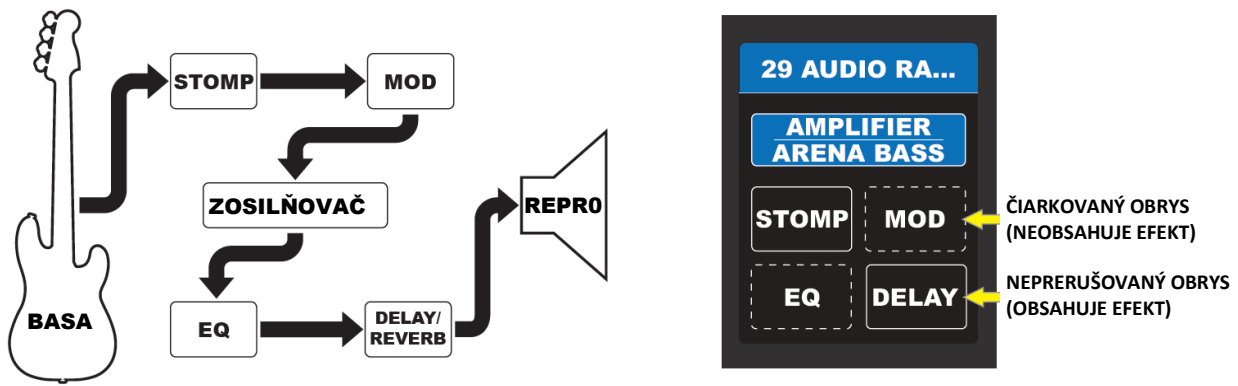 STOMP
MOD
ZOSILŇOVAČ
REPR0
BASA
EQ
DELAY/
REVERB
29 AUDIO RA...
AMPLIFIER
ARENA BASS
STOMP
MOD
EQ
DELAY
ČIARKOVANÝ OBRYS
(NEOBSAHUJE EFEKT)
NEPRERUŠOVANÝ OBRYS
(OBSAHUJE EFEKT)